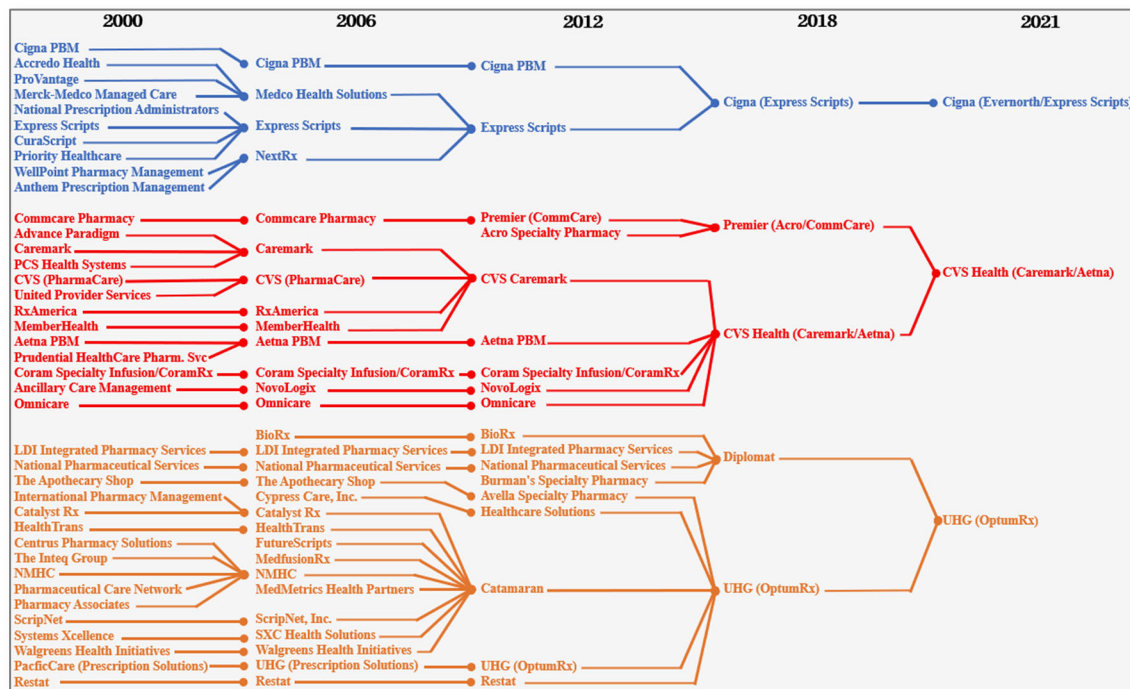 2000 2006 2012 2018 2021
Cigna PBM Cigna PBM Cigna PBM
Accredo Health
ProVantage
Merck-Medco Managed Care Medco Health Solutions
Cigna (Express Scripts) Cigna (Evernorth/Express Scripts)
National Prescription Administrators
Express Scripts Express Scripts Express Scripts
CuraScript
Priority Healthcare NextRx
WellPoint Pharmacy Management
Anthem Prescription Management
Commcare Pharmacy Commcare Pharmacy Premier (CommCare)
Premier (Acro/CommCare)
Advance Paradigm Acro Specialty Pharmacy
Caremark Caremark
PCS Health Systems
CVS Health (Caremark/Aetna)
CVS (PharmaCare) CVS (PharmaCare) CVS Caremark
United Provider Services
RxAmerica RxAmerica
MemberHealth MemberHealth
CVS Health (Caremark/Aetna)
Aetna PBM Aetna PBM Aetna PBM
Prudential HealthCare Pharm. Svc
Coram Specialty Infusion/CoramRx Coram Specialty Infusion/CoramRx Coram Specialty Infusion/CoramRx
Ancillary Care Management NovoLogix NovoLogix
Omnicare Omnicare Omnicare
BioRx BioRx
LDI Integrated Pharmacy Services LDI Integrated Pharmacy Services LDI Integrated Pharmacy Services
Diplomat
National Pharmaceutical Services National Pharmaceutical Services National Pharmaceutical Services
The Apothecary Shop The Apothecary Shop Burman's Specialty Pharmacy
International Pharmacy Management Cypress Care, Inc. Avella Specialty Pharmacy
Catalyst Rx Catalyst Rx Healthcare Solutions
UHG (OptumRx)
HealthTrans HealthTrans
Centrus Pharmacy Solutions FutureScripts
The Inteq Group MedfusionRx
NMHC NMHC
Pharmaceutical Care Network MedMetrics Health Partners Catamaran UHG (OptumRx)
Pharmacy Associates
ScripNet ScripNet, Inc.
Systems Xcellence SXC Health Solutions
Walgreens Health Initiatives Walgreens Health Initiatives
PacficCare (Prescription Solutions) UHG (Prescription Solutions) UHG (OptumRx)
Restat Restat Restat